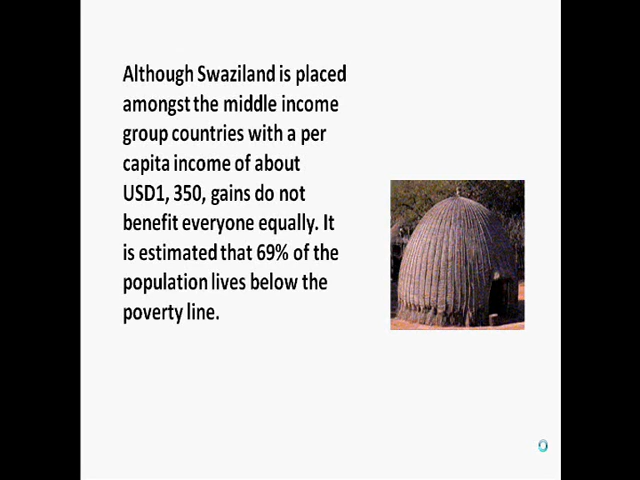 Although Swaziland is placed
amongst the middle income
group countries with a per
capita income of about
USD1, 350, gains do not
benefit everyone equally. It
is estimated that 69% of the
population lives below the
poverty line.